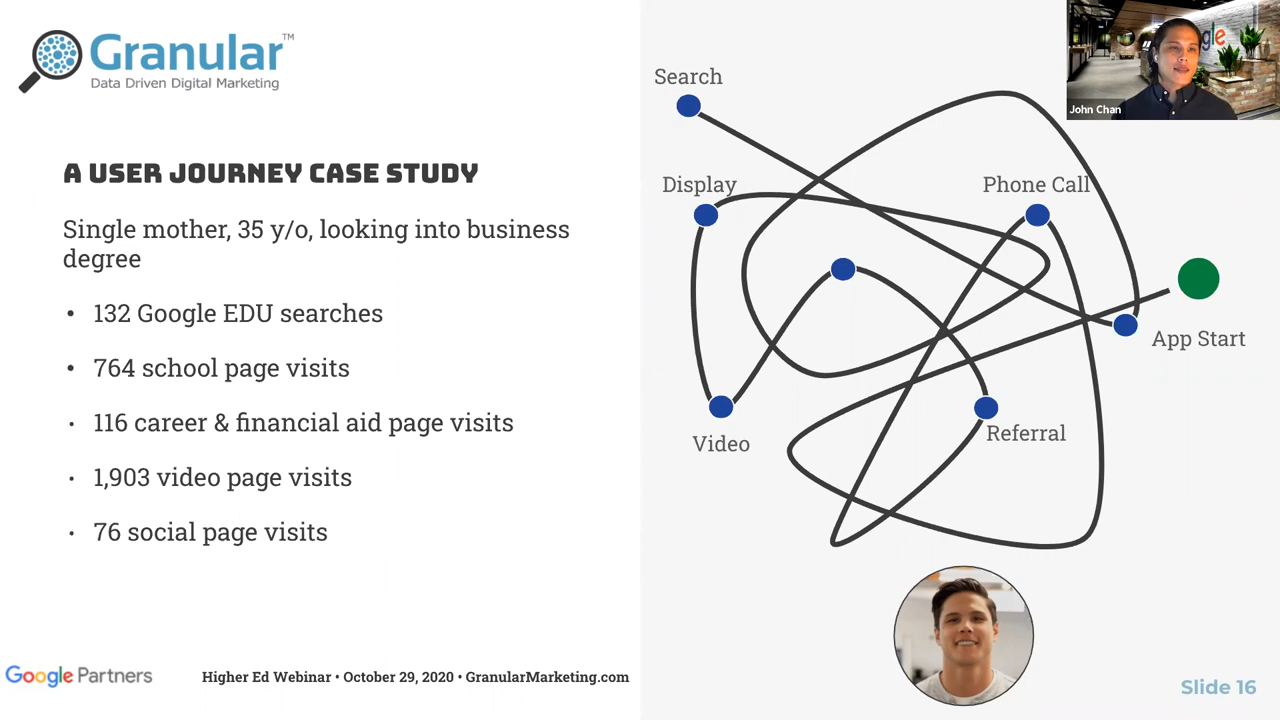 Granular™
Data Driven Digital Marketing
A USER JOURNEY CASE STUDY
Single mother, 35 y/o, looking into business
degree
• 132 Google EDU searches
• 764 school page visits
• 116 career & financial aid page visits
• 1,903 video page visits
• 76 social page visits
Google Partners
Higher Ed Webinar • October 29, 2020 • GranularMarketing.com
Search
Display
Phone Call
App Start
Video
Referral
gle
John Chan
Slide 16